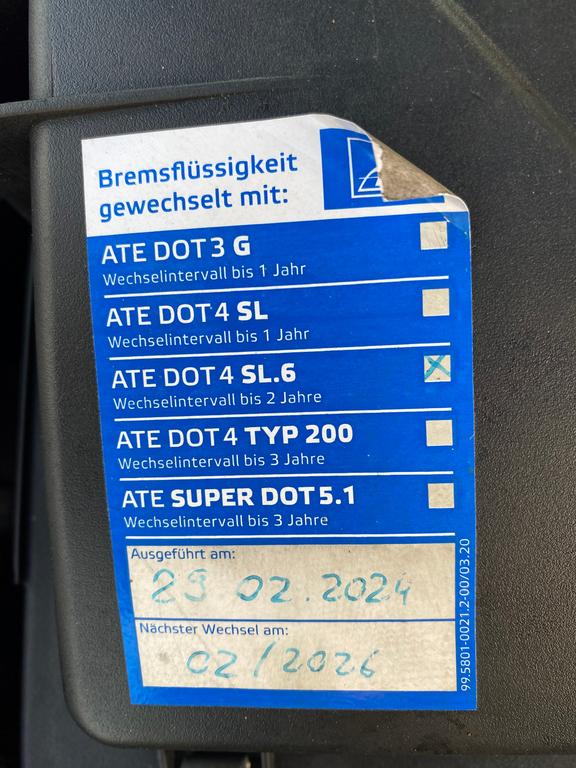 Bremsflüssigkeit
gewechselt mit:
ATE DOT 3 G
Wechselintervall bis 1 Jahr
ATE DOT 4 SL
Wechselintervall bis 1 Jahr
ATE DOT 4 SL.6
Wechselintervall bis 2 Jahre
ATE DOT 4 TYP 200
Wechselintervall bis 3 Jahre
ATE SUPER DOT 5.1
Wechselintervall bis 3 Jahre
Ausgeführt am:
29 02.2024
Nächster Wechsel am:
02/2026
99.5801-0021.2-00/03.20